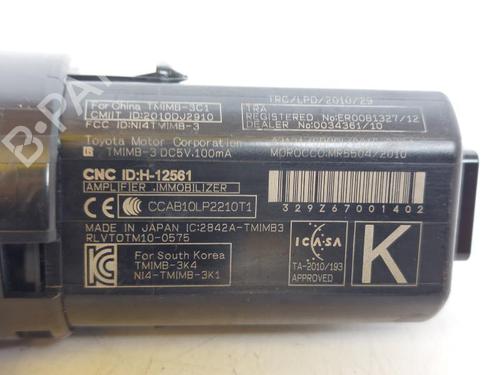 B-PARTS
For China TMIMB-3C1
CMIIT ID:2010DJ2910
FCC ID:NI4TMIMB-3
Toyota Motor Corporation
TMIMB-3 DC5V.100mA
CNC ID:H-12561
AMPLIFIER ,IMMOBILIZER
CCAB10LP2210T1
MADE IN JAPAN IC:2842A-TMIMB3
RLVTOTM10-0575
For South Korea
TMIMB-3K4
NI4-TMIMB-3K1
TRC/LPD/2010/29
TRA
REGISTERED No:ER0081327/12
DEALER No:0034361/10
MOROCCO:MR5504/2010
329Z67001402
ICASA
TA-2010/193
APPROVED
K